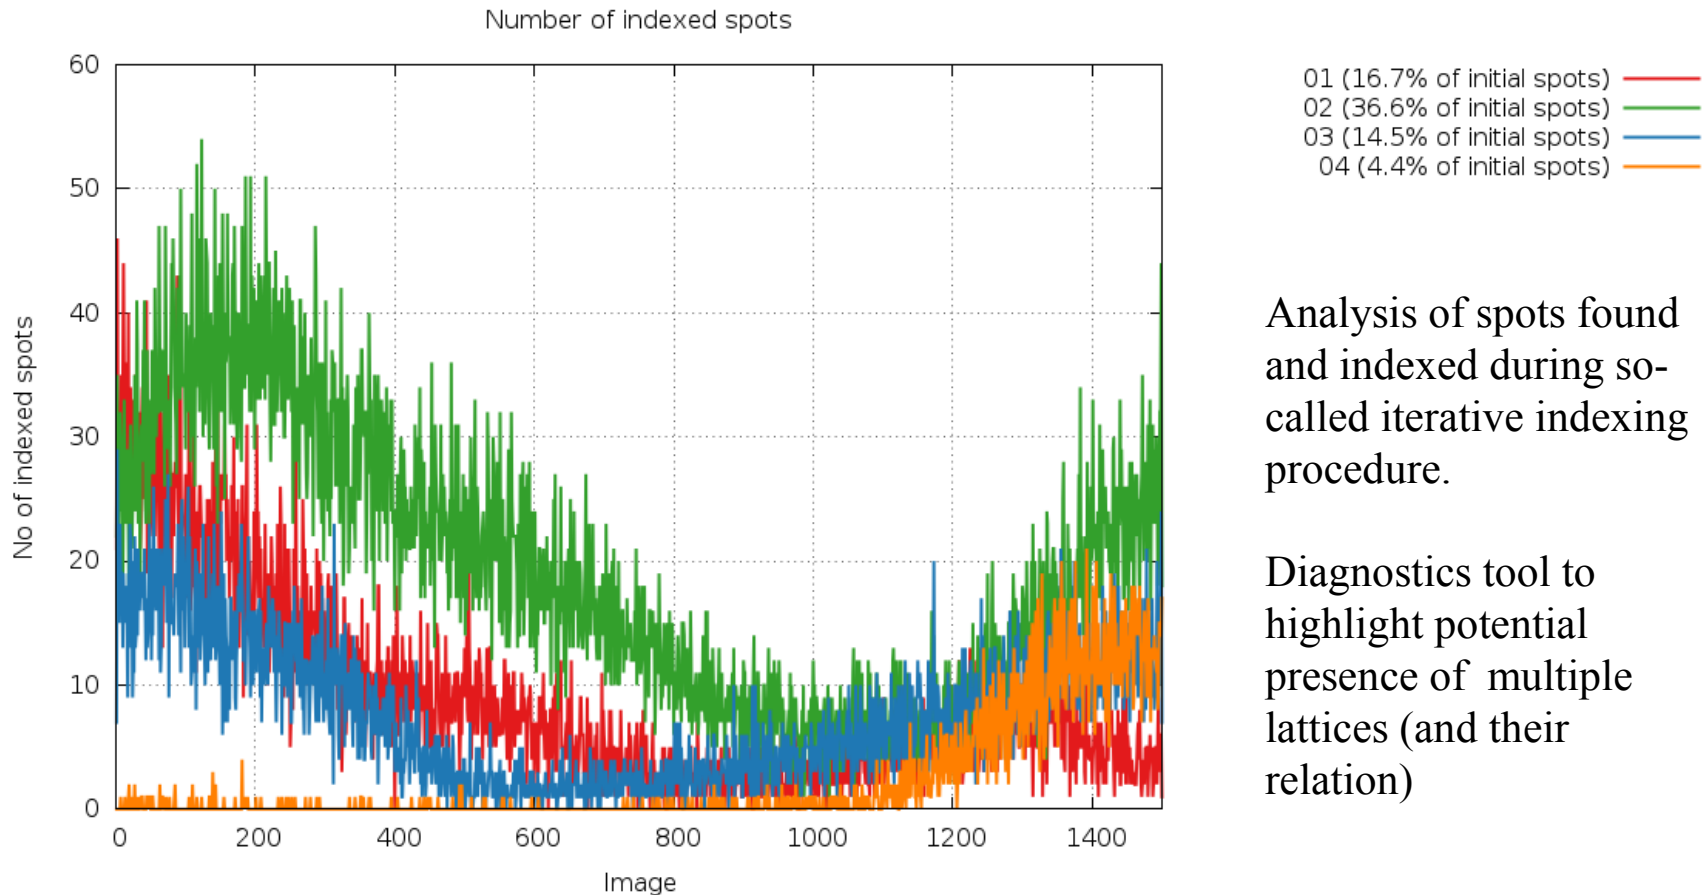 Number of indexed spots
60
50
40
30
20
10
0
No of indexed spots
0 200 400 600 800 1000 1200 1400
Image
01 (16.7% of initial spots)
02 (36.6% of initial spots)
03 (14.5% of initial spots)
04 (4.4% of initial spots)
Analysis of spots found
and indexed during so-
called iterative indexing
procedure.
Diagnostics tool to
highlight potential
presence of  multiple
lattices (and their
relation)